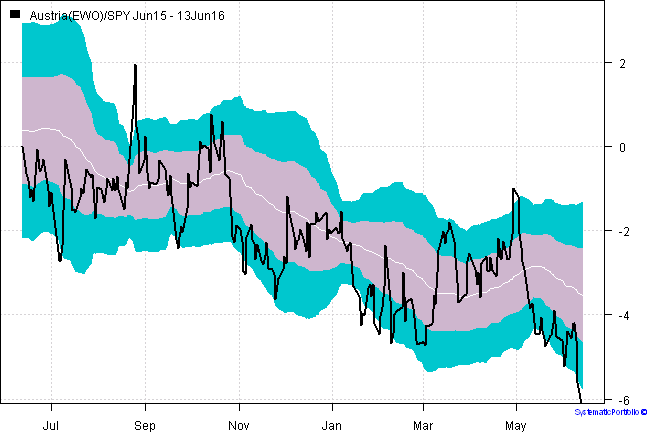 Austria(EWO)/SPY Jun15 - 13Jun16
2
0
-2
-4
-6
Jul Sep Nov Jan Mar May
SystematicPortfolio ©